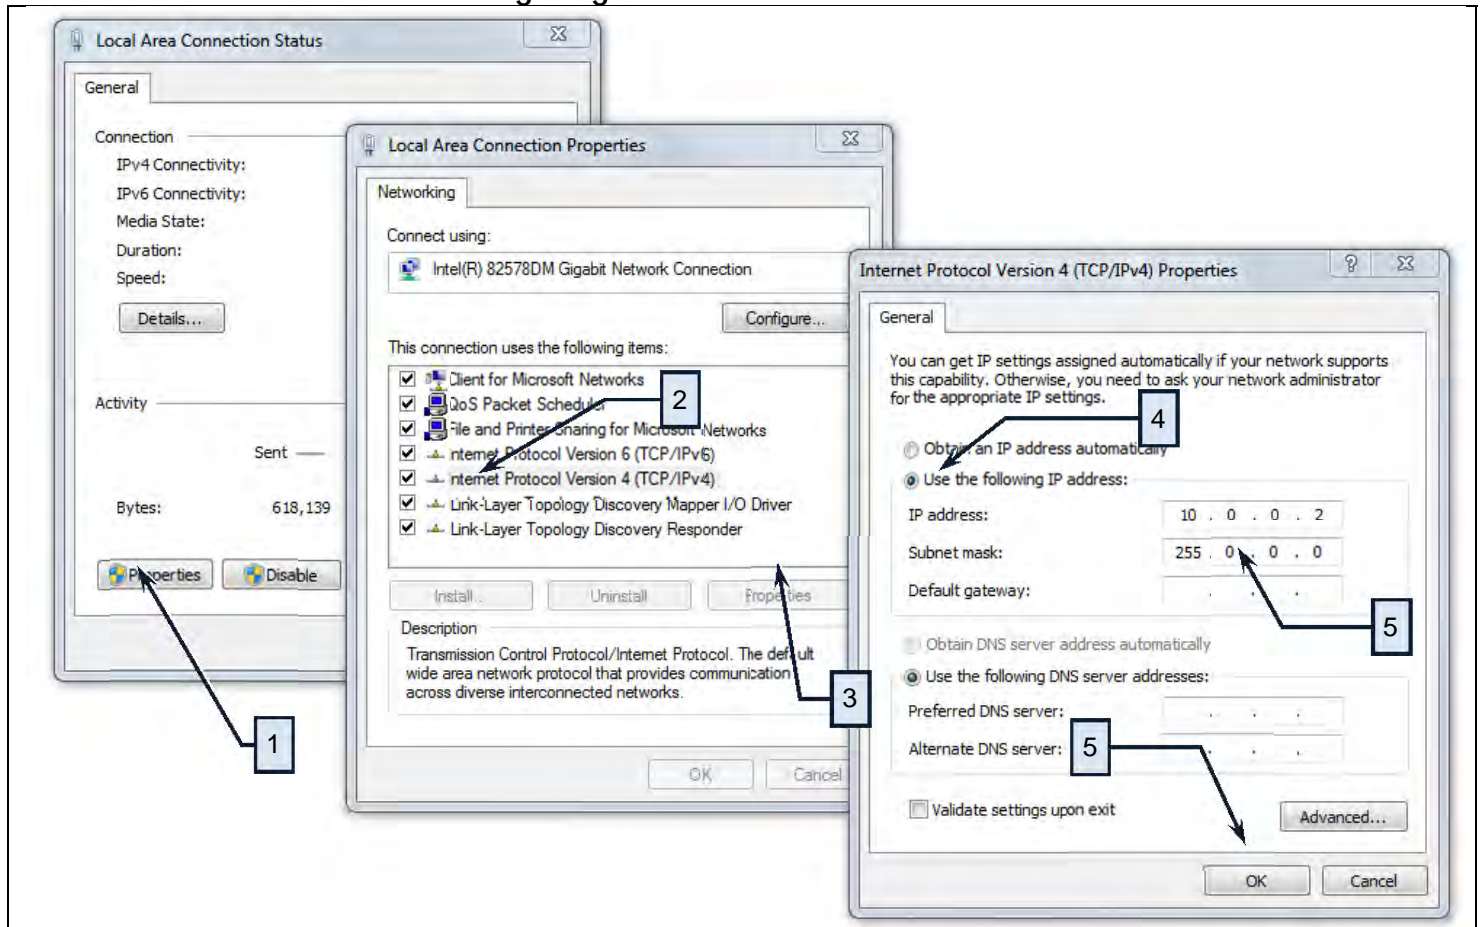 Local Area Connection Status
General
Connection
IPv4 Connectivity:
IPv6 Connectivity:
Media State:
Duration:
Speed:
Details...
Activity
Sent
Bytes: 618,139
Properties Disable
1
Local Area Connection Properties
Networking
Connect using:
Intel(R) 82578DM Gigabit Network Connection
Configure...
This connection uses the following items:
Client for Microsoft Networks
QoS Packet Scheduler
File and Printer Sharing for Microsoft Networks
Internet Protocol Version 6 (TCP/IPv6)
Internet Protocol Version 4 (TCP/IPv4)
Link-Layer Topology Discovery Mapper I/O Driver
Link-Layer Topology Discovery Responder
2
Install... Uninstall Properties
Description
Transmission Control Protocol/Internet Protocol. The default
wide area network protocol that provides communication
across diverse interconnected networks.
3
OK Cancel
Internet Protocol Version 4 (TCP/IPv4) Properties
General
You can get IP settings assigned automatically if your network supports
this capability. Otherwise, you need to ask your network administrator
for the appropriate IP settings.
4
Obtain an IP address automatically
Use the following IP address:
IP address: 10 . 0 . 0 . 2
Subnet mask: 255 . 0 . 0 . 0
Default gateway: . . .
5
Obtain DNS server address automatically
Use the following DNS server addresses:
Preferred DNS server: . . .
Alternate DNS server: . . .
5
Validate settings upon exit
Advanced...
OK Cancel